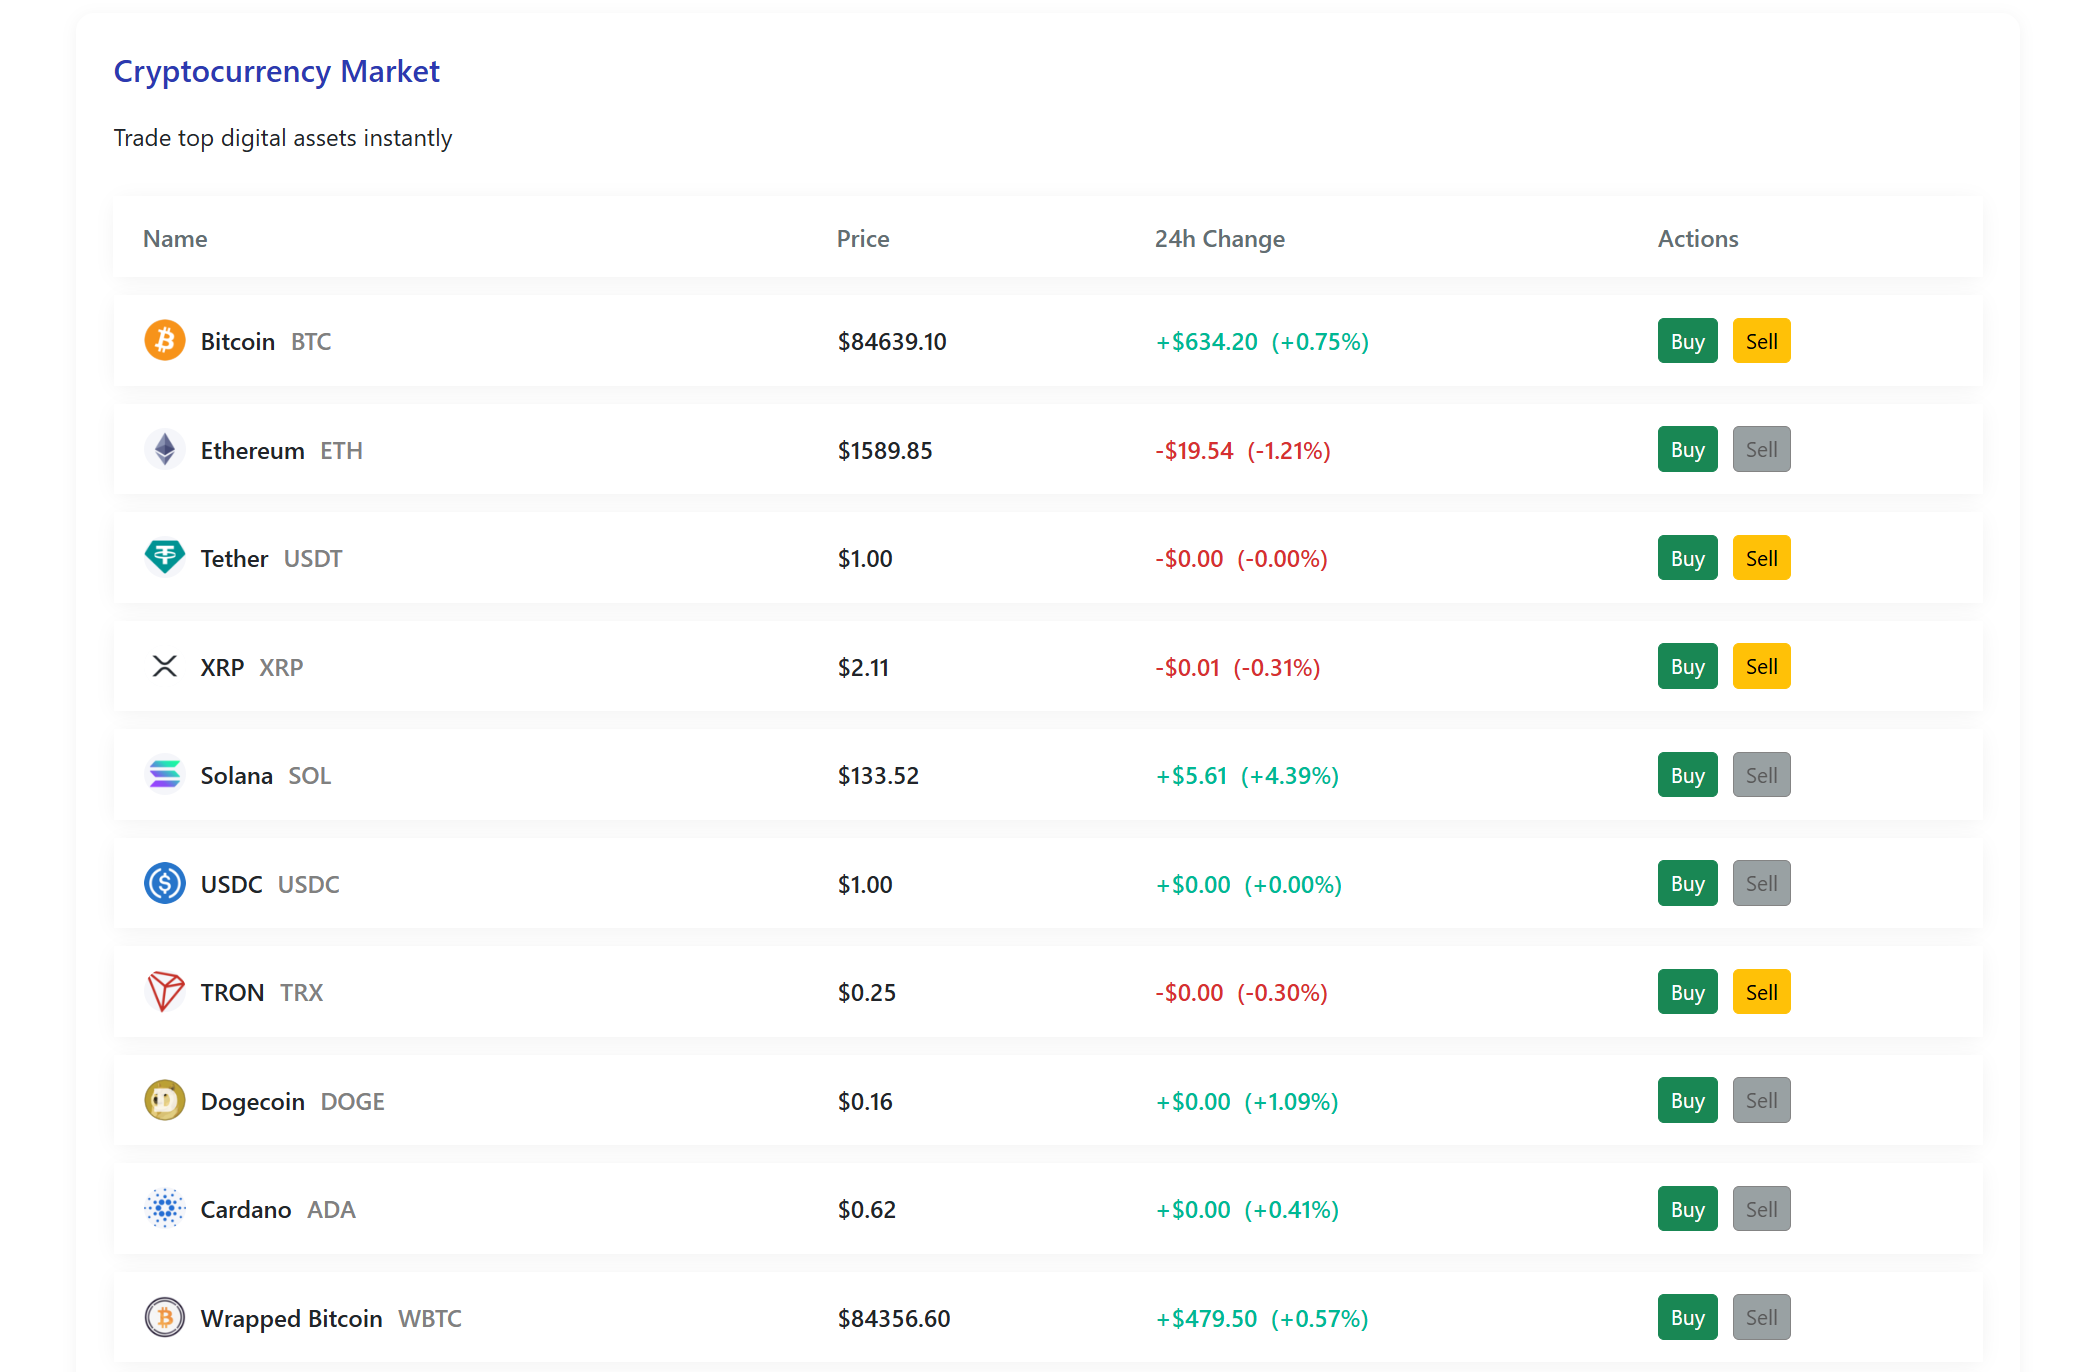 Cryptocurrency Market
Trade top digital assets instantly
Name Price 24h Change Actions
Bitcoin BTC $84639.10 +$634.20 (+0.75%) Buy Sell
Ethereum ETH $1589.85 -$19.54 (-1.21%) Buy Sell
Tether USDT $1.00 -$0.00 (-0.00%) Buy Sell
XRP XRP $2.11 -$0.01 (-0.31%) Buy Sell
Solana SOL $133.52 +$5.61 (+4.39%) Buy Sell
USDC USDC $1.00 +$0.00 (+0.00%) Buy Sell
TRON TRX $0.25 -$0.00 (-0.30%) Buy Sell
Dogecoin DOGE $0.16 +$0.00 (+1.09%) Buy Sell
Cardano ADA $0.62 +$0.00 (+0.41%) Buy Sell
Wrapped Bitcoin WBTC $84356.60 +$479.50 (+0.57%) Buy Sell